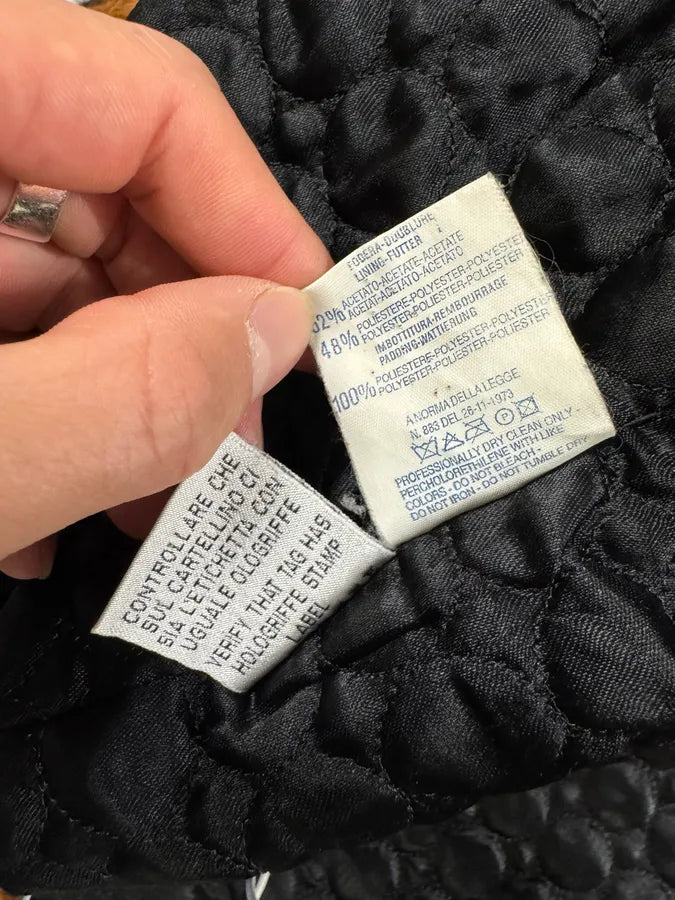 FODERA-DOUBLURE
LINING-FUTTER
52% ACETATO-ACETATE-ACETATE
ACETAT-ACETATO-ACETATO
48% POLIESTERE-POLYESTER-POLYESTER
POLYESTER-POLIESTER-POLIESTER
IMBOTTITURA-REMBOURRAGE
PADDING-WATTIERUNG
100% POLIESTERE-POLYESTER-POLYESTER
POLYESTER-POLIESTER-POLIESTER
A NORMA DELLA LEGGE
N. 883 DEL 26-11-1973
PROFESSIONALLY DRY CLEAN ONLY -
PERCHLORETHILENE WITH LIKE
COLORS - DO NOT BLEACH -
DO NOT IRON - DO NOT TUMBLE DRY
CONTROLLARE CHE
SUL CARTELLINO CI
SIA L'ETICHETTA CON
UGUALE OLOGRIFFE
VERIFY THAT TAG HAS
HOLOGRIFFE STAMP
LABEL